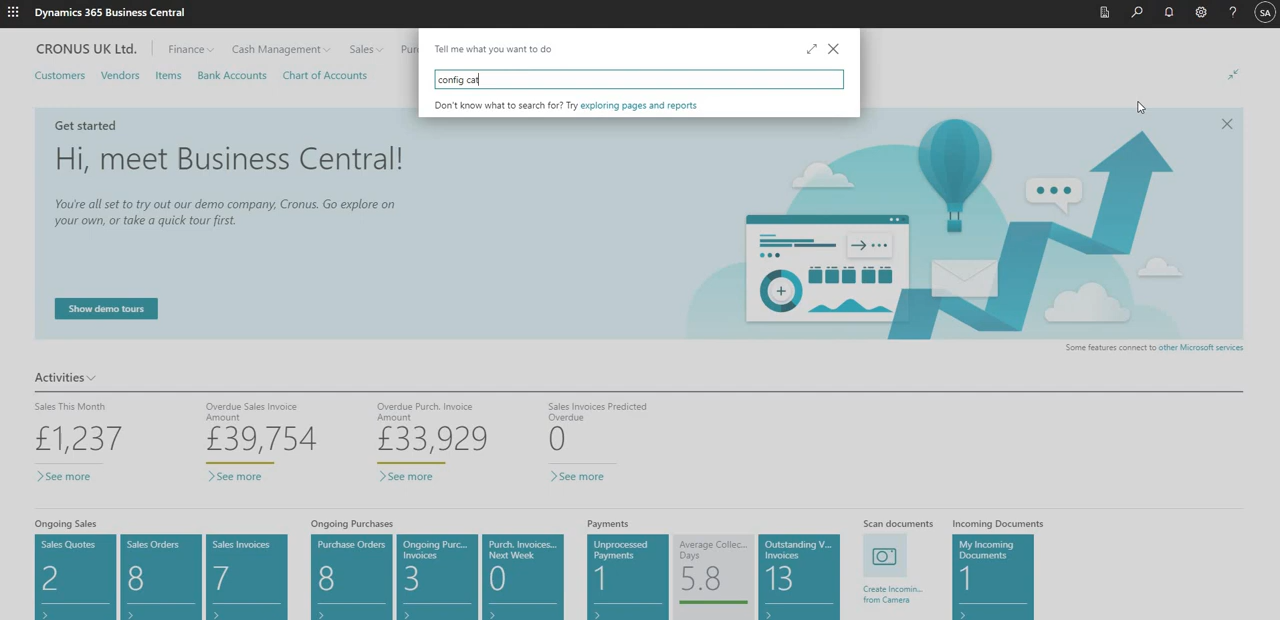 Dynamics 365 Business Central
SA
CRONUS UK Ltd.
Finance
Cash Management
Sales
Customers
Vendors
Items
Bank Accounts
Chart of Accounts
Tell me what you want to do
config cat
Don't know what to search for? Try exploring pages and reports
Get started
Hi, meet Business Central!
You're all set to try out our demo company, Cronus. Go explore on
your own, or take a quick tour first.
Show demo tours
Some features connect to other Microsoft services
Activities
Sales This Month
£1,237
See more
Overdue Sales Invoice
Amount
£39,754
See more
Overdue Purch. Invoice
Amount
£33,929
See more
Sales Invoices Predicted
Overdue
0
See more
Ongoing Sales
Sales Quotes
2
Sales Orders
8
Sales Invoices
7
Ongoing Purchases
Purchase Orders
8
Ongoing Purc...
Invoices
3
Purch. Invoices...
Next Week
0
Payments
Unprocessed
Payments
1
Average Collec...
Days
5.8
Outstanding V...
Invoices
13
Scan documents
Create Incomin...
from Camera
Incoming Documents
My Incoming
Documents
1